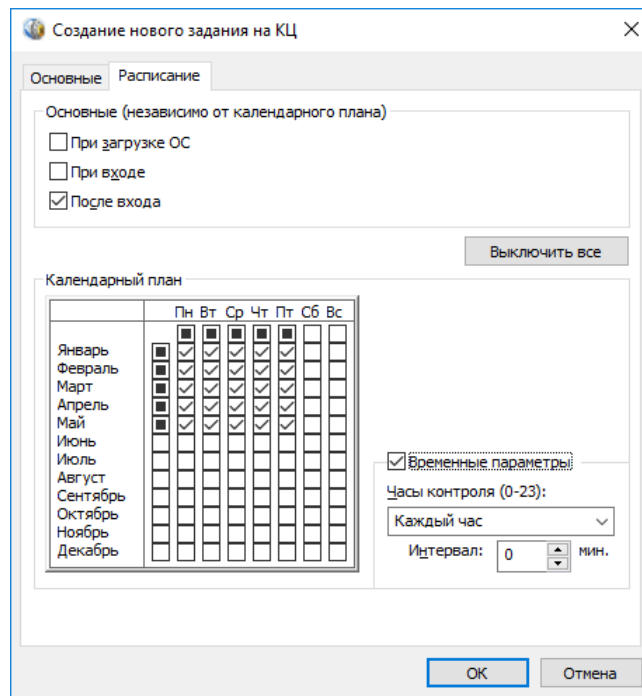 Создание нового задания на КЦ
Основные Расписание
Основные (независимо от календарного плана)
При загрузке ОС
При входе
После входа
Выключить все
Календарный план
Пн Вт Ср Чт Пт Сб Вс
Январь
Февраль
Март
Апрель
Май
Июнь
Июль
Август
Сентябрь
Октябрь
Ноябрь
Декабрь
Временные параметры
Часы контроля (0-23):
Каждый час
Интервал: 0 мин.
ОК Отмена